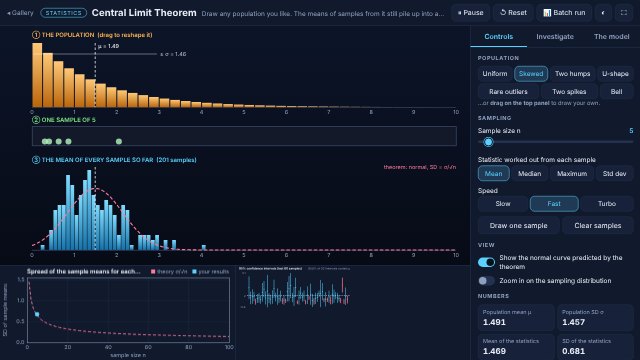 ◂ Gallery
STATISTICS
Central Limit Theorem
Draw any population you like. The means of samples from it still pile up into a...
Pause
Reset
Batch run
① THE POPULATION (drag to reshape it)
μ = 1.49
± σ = 1.46
0 1 2 3 4 5 6 7 8 9 10
② ONE SAMPLE OF 5
③ THE MEAN OF EVERY SAMPLE SO FAR (201 samples)
theorem: normal, SD = σ/√n
0 1 2 3 4 5 6 7 8 9 10
Spread of the sample means for each...
theory σ/√n
your results
SD of sample means
1.5
1.0
0.5
0
0 20 40 60 80 100
sample size n
Controls
Investigate
The model
POPULATION
Uniform
Skewed
Two humps
U-shape
Rare outliers
Two spikes
Bell
...or drag on the top panel to draw your own.
SAMPLING
Sample size n
5
Statistic worked out from each sample
Mean
Median
Maximum
Std dev
Speed
Slow
Fast
Turbo
Draw one sample
Clear samples
VIEW
Show the normal curve predicted by the
theorem
Zoom in on the sampling distribution
NUMBERS
Population mean μ
1.491
Population SD σ
1.457
Mean of the statistics
1.469
SD of the statistics
0.681